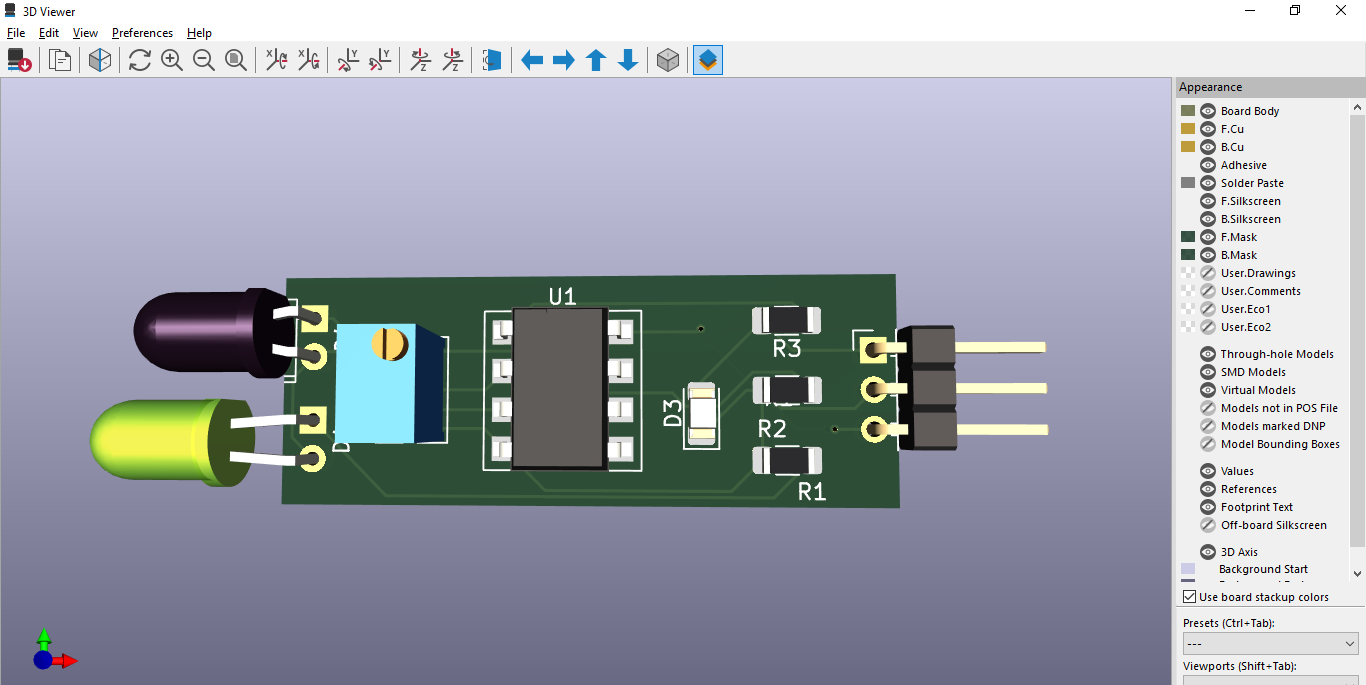 3D Viewer
File Edit View Preferences Help
Appearance
Board Body
F.Cu
B.Cu
Adhesive
Solder Paste
F.Silkscreen
B.Silkscreen
F.Mask
B.Mask
User.Drawings
User.Comments
User.Eco1
User.Eco2
Through-hole Models
SMD Models
Virtual Models
Models not in POS File
Models marked DNP
Model Bounding Boxes
Values
References
Footprint Text
Off-board Silkscreen
3D Axis
Background Start
Use board stackup colors
Presets (Ctrl+Tab):
---
Viewports (Shift+Tab):
X X Y Y Z Z
U1
R3
D3
R2
R1
D